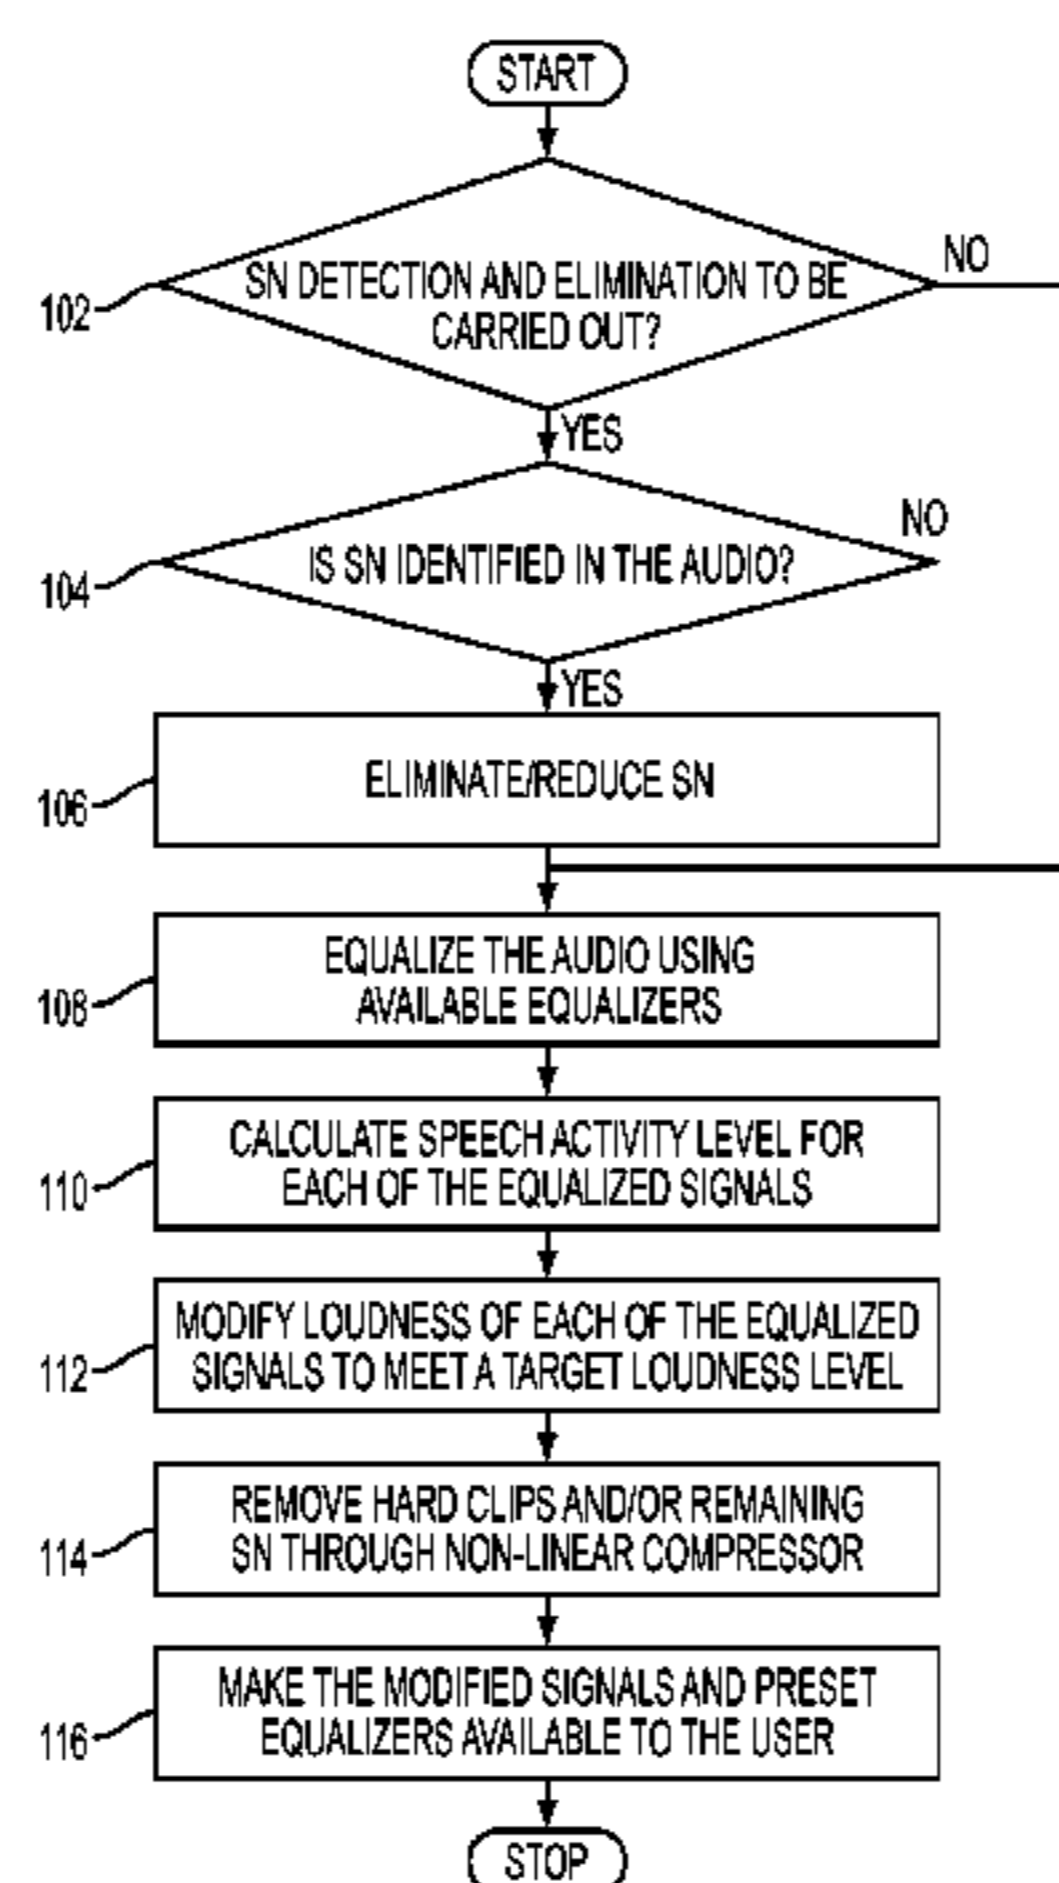 START
SN DETECTION AND ELIMINATION TO BE
CARRIED OUT?
NO
102
YES
IS SN IDENTIFIED IN THE AUDIO?
NO
104
YES
ELIMINATE/REDUCE SN
106
EQUALIZE THE AUDIO USING
AVAILABLE EQUALIZERS
108
CALCULATE SPEECH ACTIVITY LEVEL FOR
EACH OF THE EQUALIZED SIGNALS
110
MODIFY LOUDNESS OF EACH OF THE EQUALIZED
SIGNALS TO MEET A TARGET LOUDNESS LEVEL
112
REMOVE HARD CLIPS AND/OR REMAINING
SN THROUGH NON-LINEAR COMPRESSOR
114
MAKE THE MODIFIED SIGNALS AND PRESET
EQUALIZERS AVAILABLE TO THE USER
116
STOP